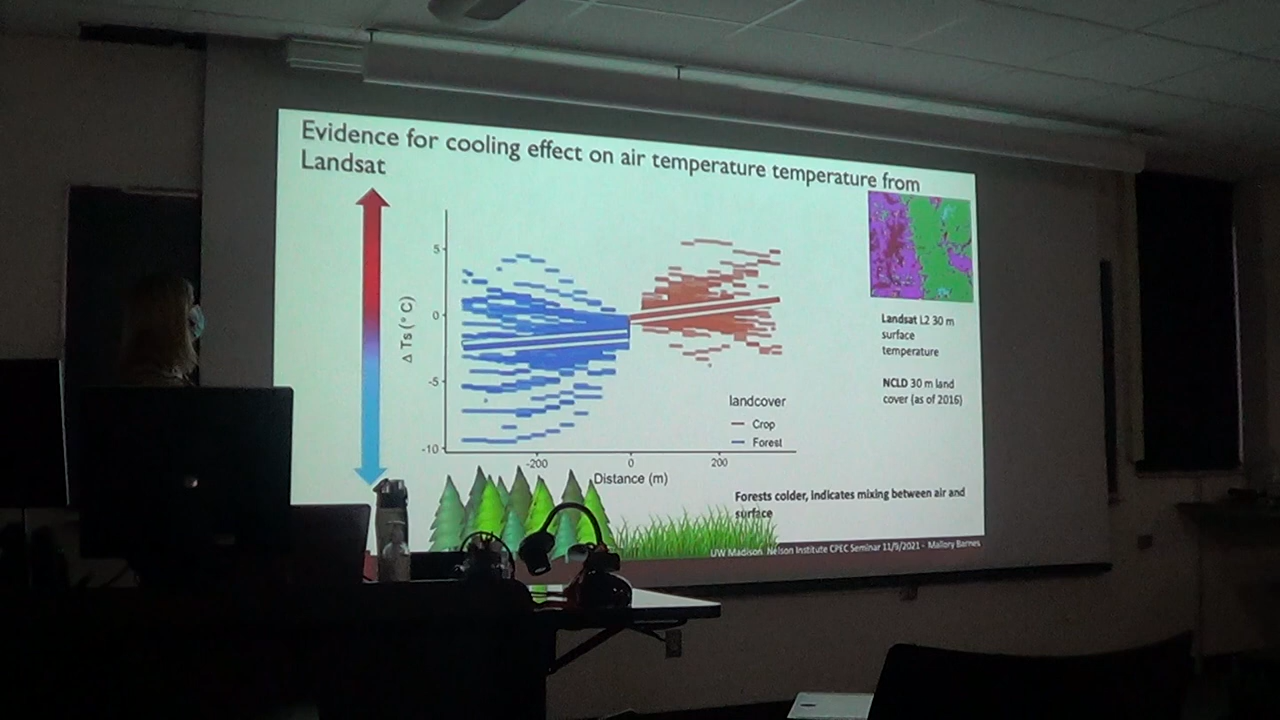 Evidence for cooling effect on air temperature temperature from
Landsat
5
0
-5
-10
Δ Ts (° C)
-200
0
200
Distance (m)
landcover
Crop
Forest
Landsat L2 30 m
surface
temperature
NCLD 30 m land
cover (as of 2016)
Forests colder, indicates mixing between air and
surface
UW Madison Nelson Institute CPEC Seminar 11/9/2021 - Mallory Barnes